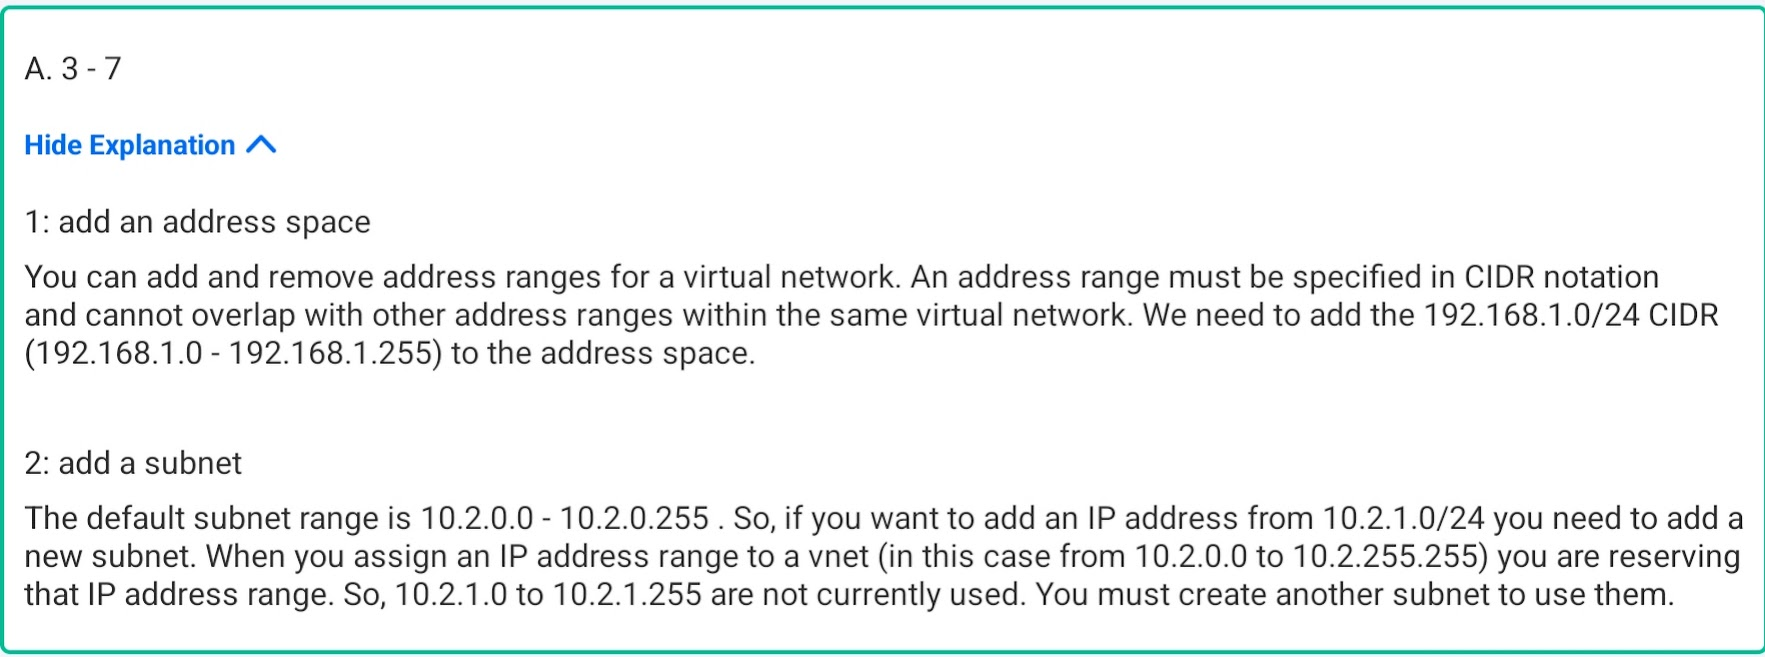 A. 3 - 7
Hide Explanation
1: add an address space
You can add and remove address ranges for a virtual network. An address range must be specified in CIDR notation
and cannot overlap with other address ranges within the same virtual network. We need to add the 192.168.1.0/24 CIDR
(192.168.1.0 - 192.168.1.255) to the address space.
2: add a subnet
The default subnet range is 10.2.0.0 - 10.2.0.255 . So, if you want to add an IP address from 10.2.1.0/24 you need to add a
new subnet. When you assign an IP address range to a vnet (in this case from 10.2.0.0 to 10.2.255.255) you are reserving
that IP address range. So, 10.2.1.0 to 10.2.1.255 are not currently used. You must create another subnet to use them.